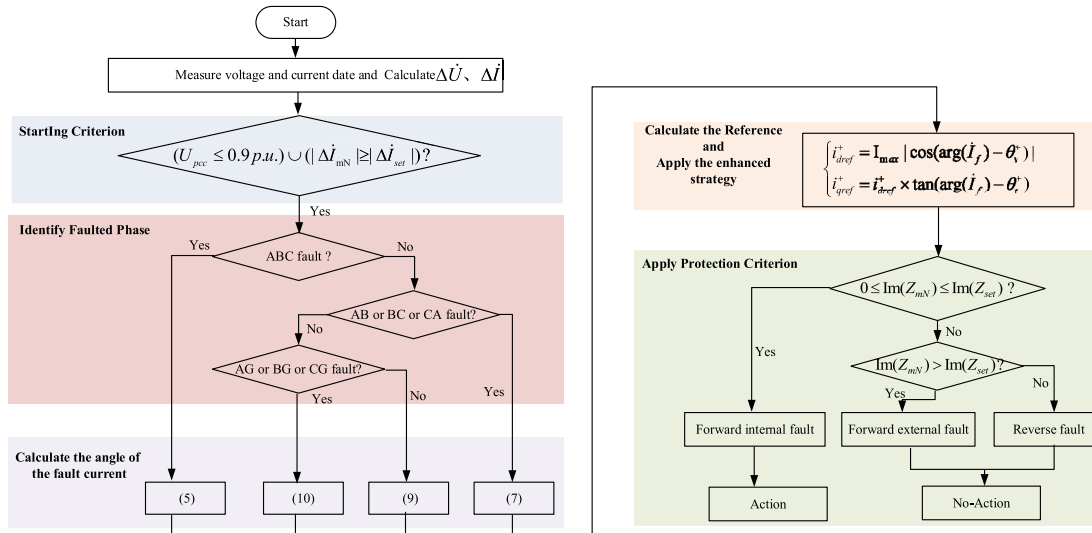 Start
Measure voltage and current date and Calculate ΔU̇、Δİ
StartIng Criterion
(U_pcc ≤ 0.9 p.u.) ∪ (| Δİ_mN |≥| Δİ_set |)?
Yes
Identify Faulted Phase
ABC fault ?
Yes
No
AB or BC or CA fault?
No
Yes
AG or BG or CG fault?
Yes
No
Calculate the angle of
the fault current
(5)
(10)
(9)
(7)
Calculate the Reference
and
Apply the enhanced
strategy
i⁺_dref = I_max | cos(arg(İ_f) − θ⁺_v) |
i⁺_qref = i⁺_dref × tan(arg(İ_f) − θ⁺_v)
Apply Protection Criterion
0 ≤ Im(Z_mN) ≤ Im(Z_set) ?
Yes
No
Im(Z_mN) > Im(Z_set)?
Yes
No
Forward internal fault
Forward external fault
Reverse fault
Action
No-Action